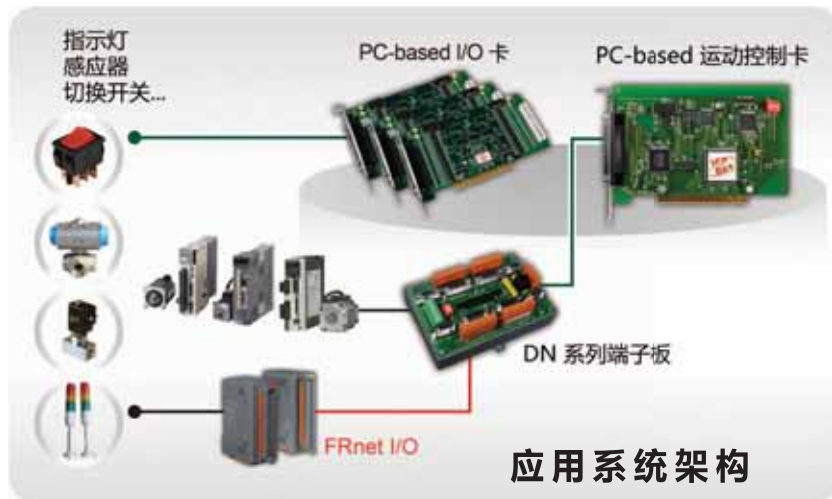 指示灯
感应器
切换开关...
PC-based I/O 卡
PC-based 运动控制卡
DN 系列端子板
FRnet I/O
应用系统架构